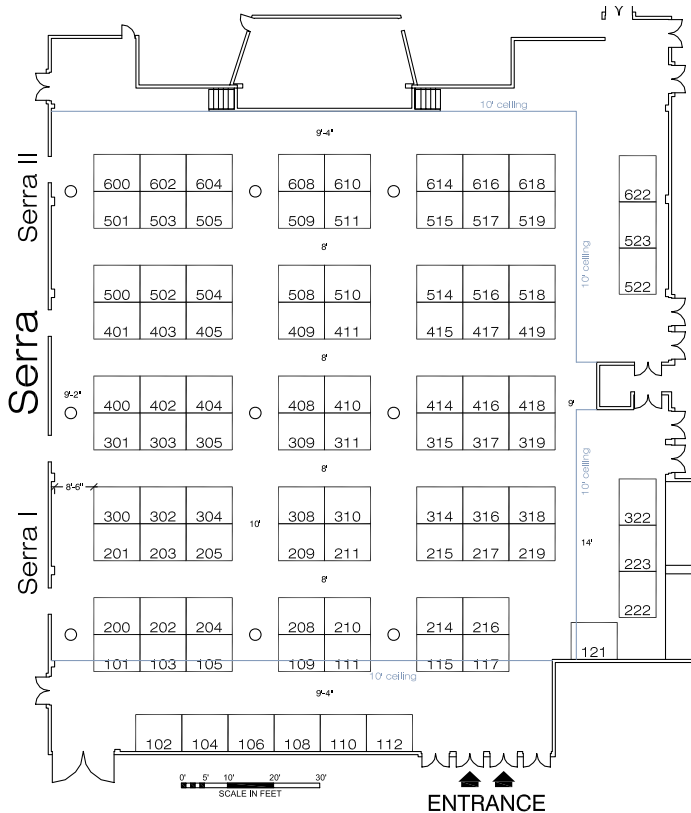 10' ceiling
9'-4"
Serra II
600 602 604 608 610 614 616 618
622
501 503 505 509 511 515 517 519
523
8'
10' ceiling
500 502 504 508 510 514 516 518
522
401 403 405 409 411 415 417 419
Serra
8'
9'-2"
400 402 404 408 410 414 416 418
9'
301 303 305 309 311 315 317 319
8'
10' ceiling
8'-6"
300 302 304 308 310 314 316 318
322
10'
Serra I
201 203 205 209 211 215 217 219
14'
223
8'
200 202 204 208 210 214 216
222
101 103 105 109 111 115 117
121
10' ceiling
9'-4"
102 104 106 108 110 112
0' 5' 10' 20' 30'
SCALE IN FEET
ENTRANCE